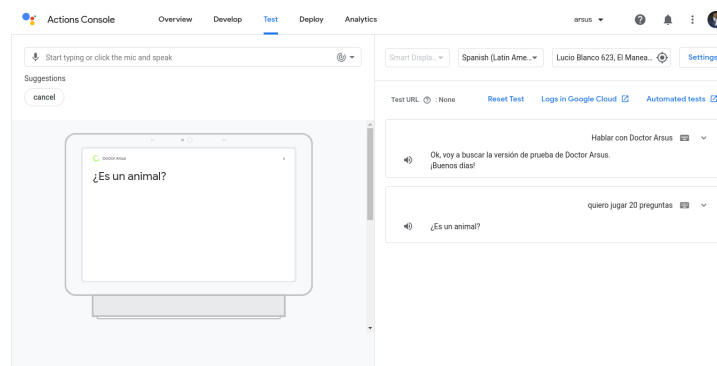 Actions Console
Overview
Develop
Test
Deploy
Analytics
arsus
Start typing or click the mic and speak
Suggestions
cancel
Doctor Arsus
¿Es un animal?
Smart Displa...
Spanish (Latin Ame...
Lucio Blanco 623, El Manea...
Settings
Test URL : None
Reset Test
Logs in Google Cloud
Automated tests
Hablar con Doctor Arsus
Ok, voy a buscar la versión de prueba de Doctor Arsus.
¡Buenos días!
quiero jugar 20 preguntas
¿Es un animal?